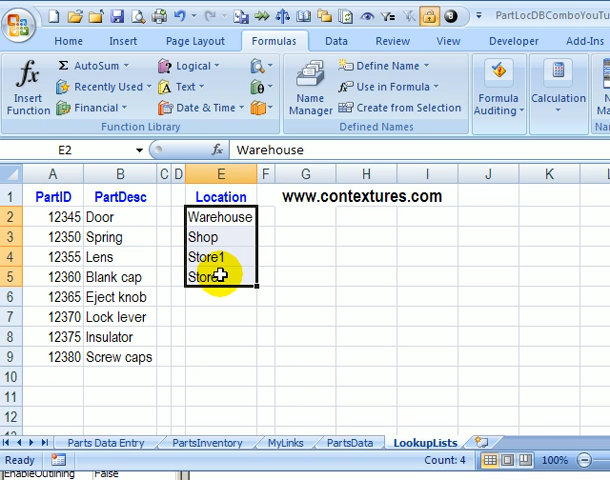 PartLocDBComboYouTu
Home Insert Page Layout Formulas Data Review View Developer Add-Ins
fx Insert Function
Σ AutoSum
Recently Used
Financial
Logical
Text
Date & Time
Function Library
Name Manager
Define Name
Use in Formula
Create from Selection
Defined Names
Formula Auditing
Calculation
E2 fx Warehouse
A B C D E F G H I J K L
1 PartID PartDesc Location www.contextures.com
2 12345 Door Warehouse
3 12350 Spring Shop
4 12355 Lens Store1
5 12360 Blank cap
6 12365 Eject knob
7 12370 Lock lever
8 12375 Insulator
9 12380 Screw caps
10
11
12
Parts Data Entry PartsInventory MyLinks PartsData LookupLists
Ready Count: 4 100%
EnableOutlining False